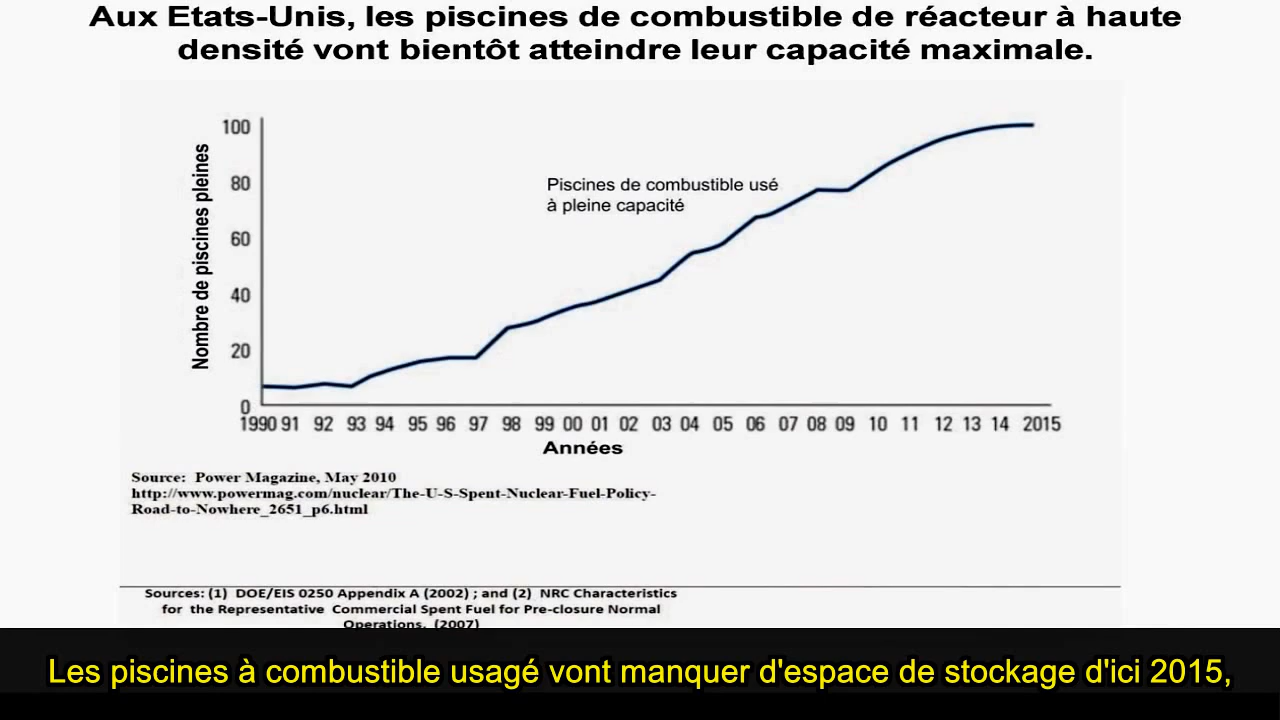 Aux Etats-Unis, les piscines de combustible de réacteur à haute
densité vont bientôt atteindre leur capacité maximale.
100
80
60
40
20
0
Nombre de piscines pleines
Piscines de combustible usé
à pleine capacité
1990 91 92 93 94 95 96 97 98 99 00 01 02 03 04 05 06 07 08 09 10 11 12 13 14 2015
Années
Source: Power Magazine, May 2010
http://www.powermag.com/nuclear/The-U-S-Spent-Nuclear-Fuel-Policy-
Road-to-Nowhere_2651_p6.html
Sources: (1) DOE/EIS 0250 Appendix A (2002) ; and (2) NRC Characteristics
for the Representative Commercial Spent Fuel for Pre-closure Normal
Operations. (2007)
Les piscines à combustible usagé vont manquer d'espace de stockage d'ici 2015,